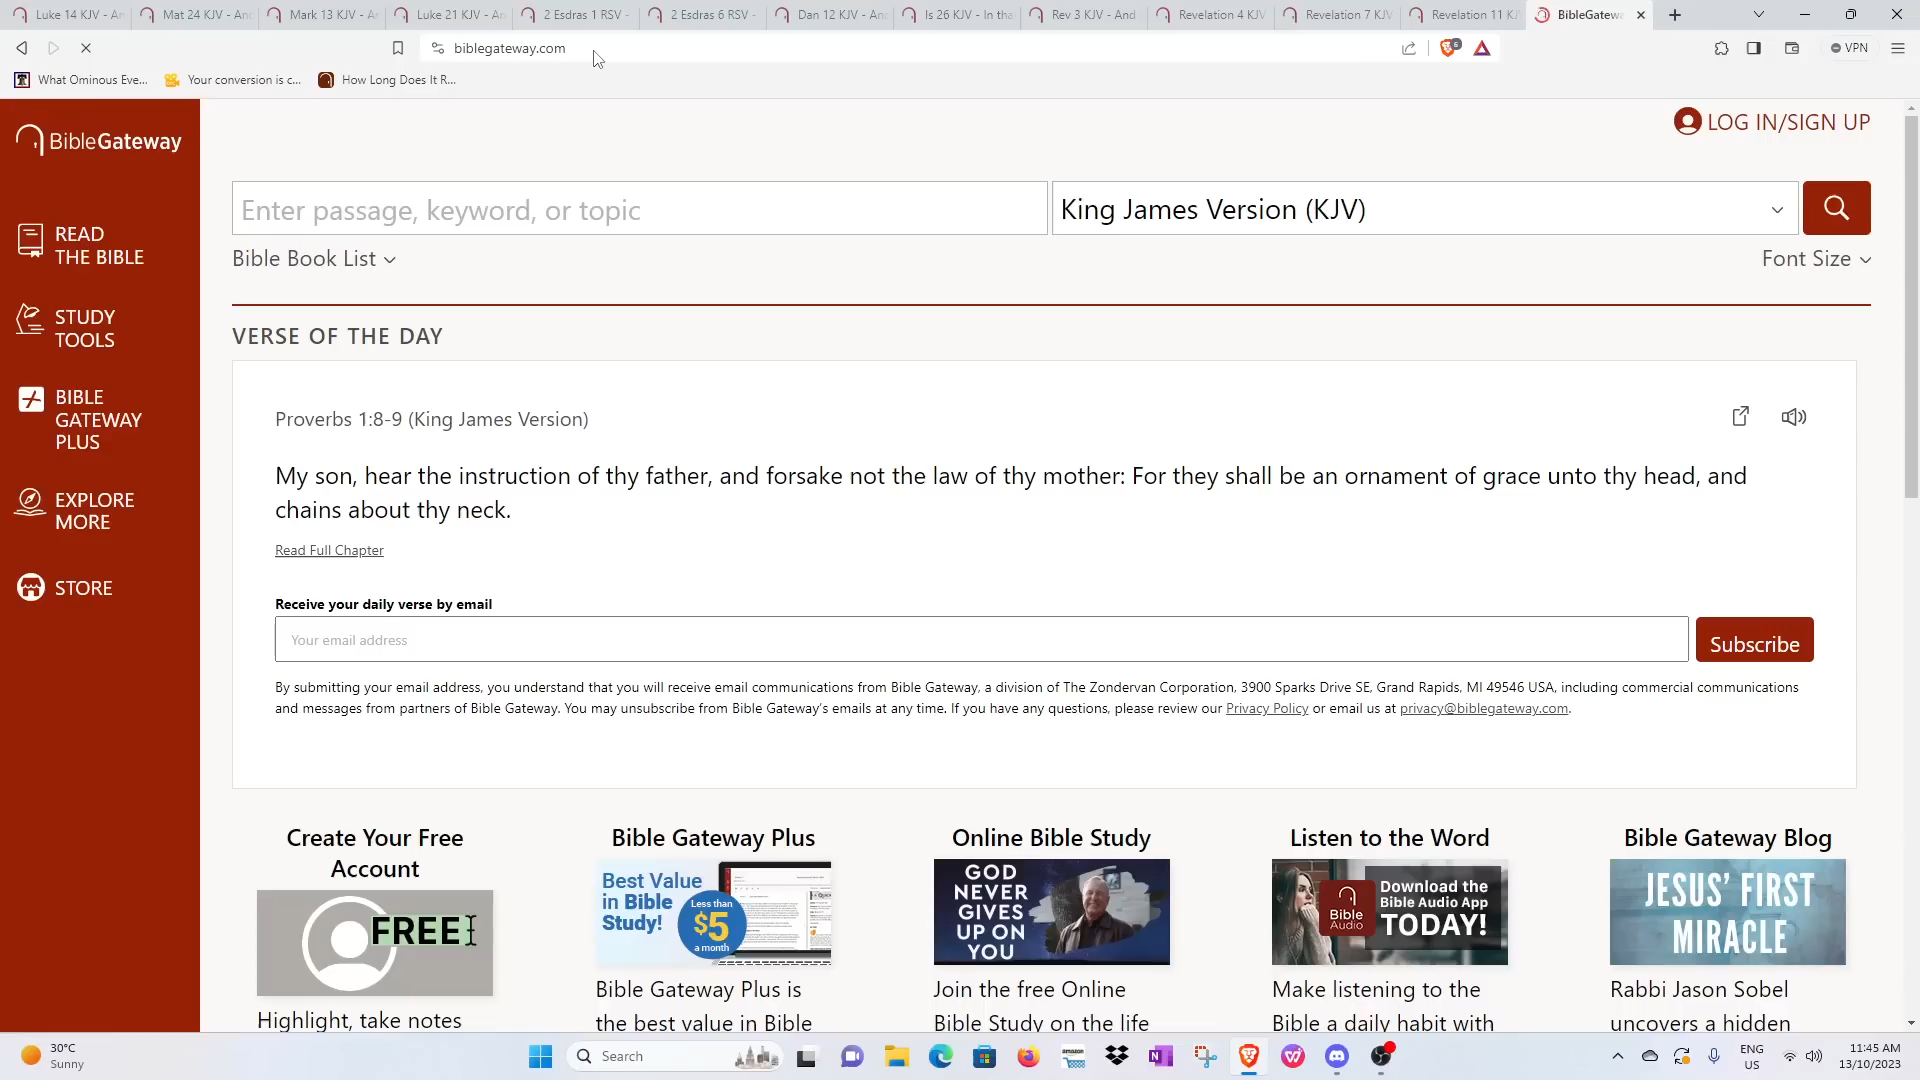 Luke 14 KJV - An
Mat 24 KJV - An
Mark 13 KJV - A
Luke 21 KJV - An
2 Esdras 1 RSV -
2 Esdras 6 RSV -
Dan 12 KJV - An
Is 26 KJV - In tha
Rev 3 KJV - And
Revelation 4 KJV
Revelation 7 KJV
Revelation 11 KJ
BibleGatew
biblegateway.com
6
VPN
What Ominous Eve...
Your conversion is c...
How Long Does It R...
BibleGateway
LOG IN/SIGN UP
Enter passage, keyword, or topic
King James Version (KJV)
Bible Book List
Font Size
READ
THE BIBLE
STUDY
TOOLS
BIBLE
GATEWAY
PLUS
EXPLORE
MORE
STORE
VERSE OF THE DAY
Proverbs 1:8-9 (King James Version)
My son, hear the instruction of thy father, and forsake not the law of thy mother: For they shall be an ornament of grace unto thy head, and
chains about thy neck.
Read Full Chapter
Receive your daily verse by email
Your email address
Subscribe
By submitting your email address, you understand that you will receive email communications from Bible Gateway, a division of The Zondervan Corporation, 3900 Sparks Drive SE, Grand Rapids, MI 49546 USA, including commercial communications
and messages from partners of Bible Gateway. You may unsubscribe from Bible Gateway's emails at any time. If you have any questions, please review our Privacy Policy or email us at privacy@biblegateway.com.
Create Your Free
Account
FREE
Highlight, take notes
Bible Gateway Plus
Best Value
in Bible
Study!
Less than
$5
a month
Bible Gateway Plus is
the best value in Bible
Online Bible Study
GOD
NEVER
GIVES
UP ON
YOU
Join the free Online
Bible Study on the life
Listen to the Word
Bible
Audio
Download the
Bible Audio App
TODAY!
Make listening to the
Bible a daily habit with
Bible Gateway Blog
JESUS' FIRST
MIRACLE
Rabbi Jason Sobel
uncovers a hidden
30°C
Sunny
Search
amazon
ENG
US
11:45 AM
13/10/2023